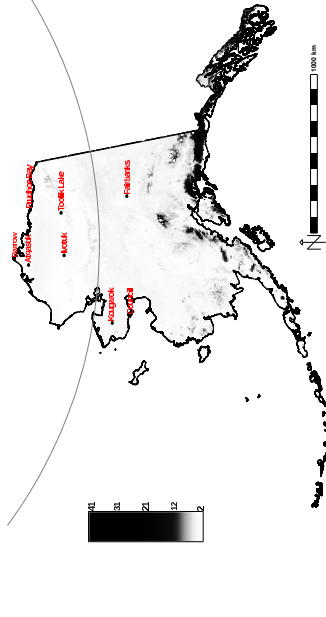 Barrow
Atqasuk
Prudhoe Bay
Ivotuk
Toolik Lake
Kougarok
Council
Fairbanks
1000 km
N
41
31
21
12
2